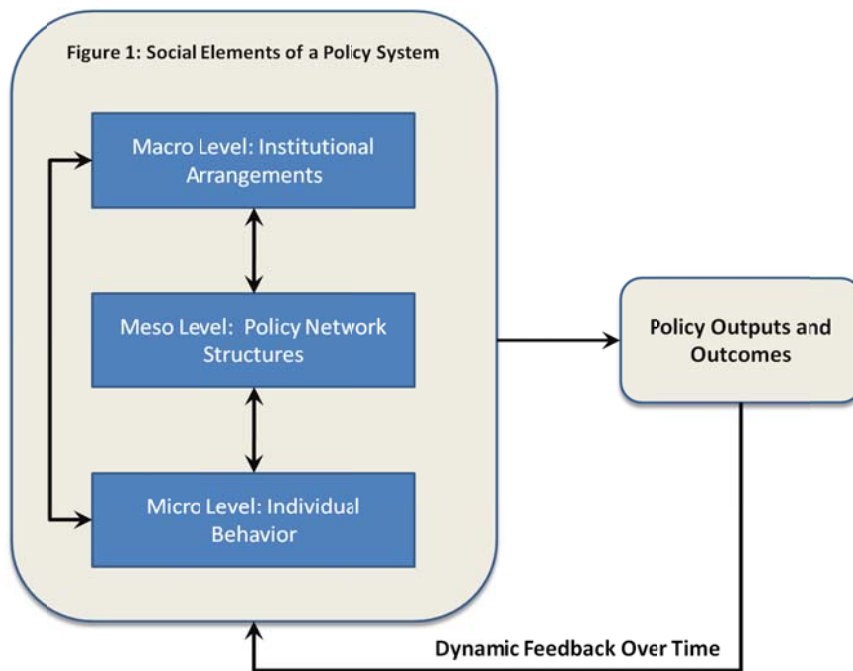 Figure 1: Social Elements of a Policy System
Macro Level: Institutional
Arrangements
Meso Level: Policy Network
Structures
Micro Level: Individual
Behavior
Policy Outputs and
Outcomes
Dynamic Feedback Over Time